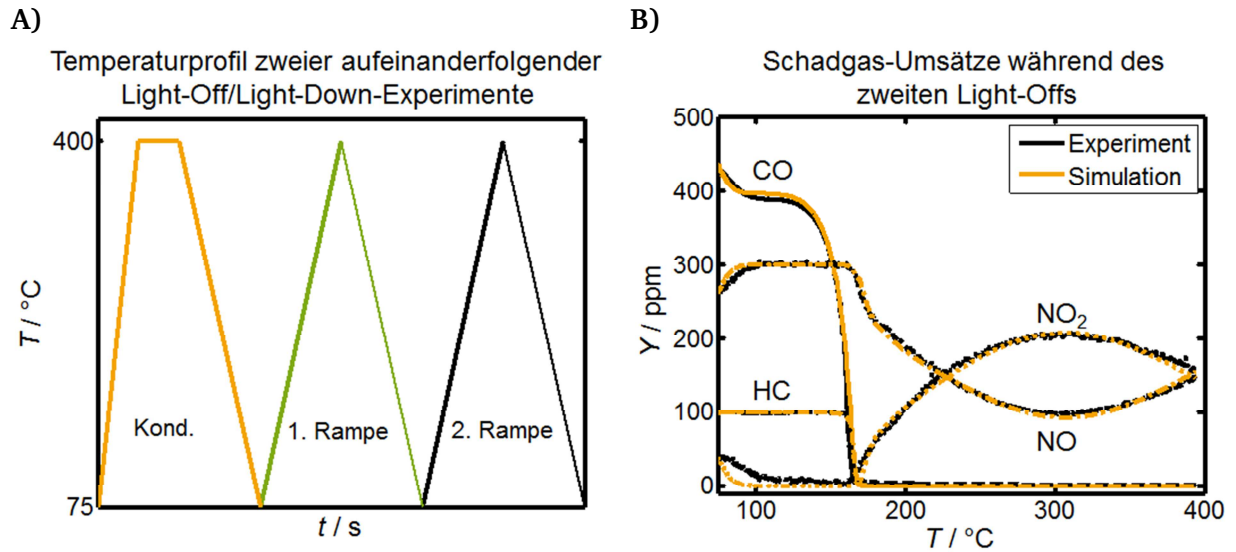 A)
Temperaturprofil zweier aufeinanderfolgender
Light-Off/Light-Down-Experimente
400
T / °C
75
Kond.
1. Rampe
2. Rampe
t / s
B)
Schadgas-Umsätze während des
zweiten Light-Offs
500
400
300
200
100
0
Y / ppm
CO
HC
NO2
NO
Experiment
Simulation
100
200
300
400
T / °C